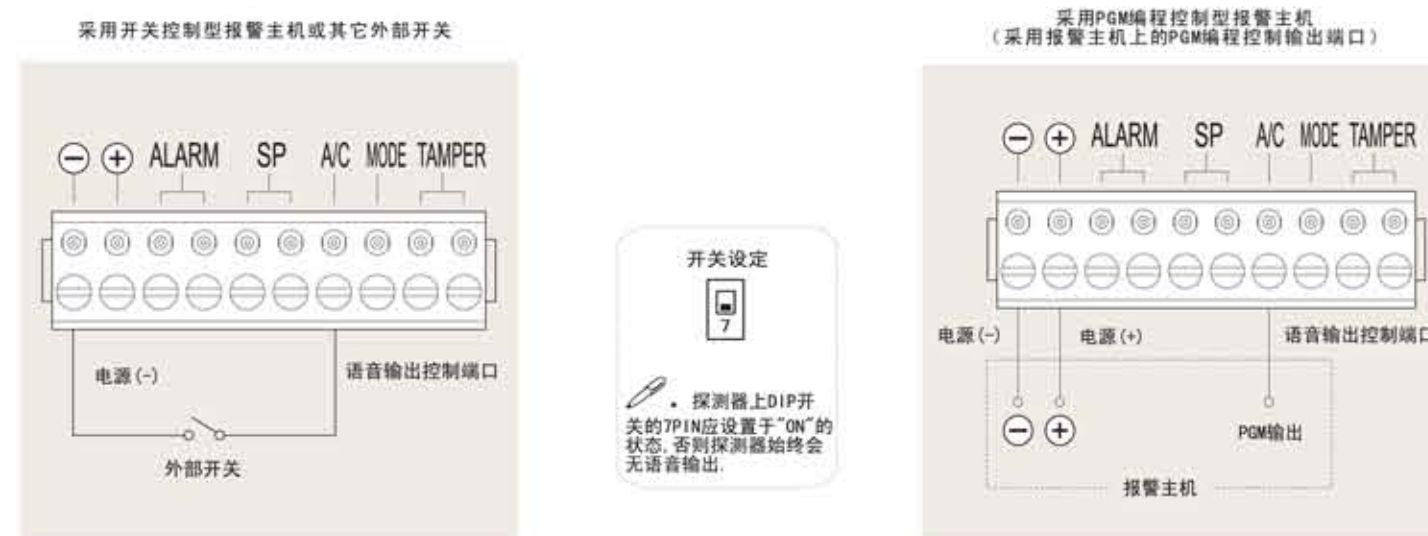 采用开关控制型报警主机或其它外部开关
⊖ ⊕ ALARM SP A/C MODE TAMPER
电源(-)
语音输出控制端口
外部开关
开关设定
7
. 探测器上DIP开
关的7PIN应设置于"ON"的
状态,否则探测器始终会
无语音输出.
采用PGM编程控制型报警主机
(采用报警主机上的PGM编程控制输出端口)
⊖ ⊕ ALARM SP A/C MODE TAMPER
电源(-)
电源(+)
语音输出控制端口
⊖ ⊕
PGM输出
报警主机